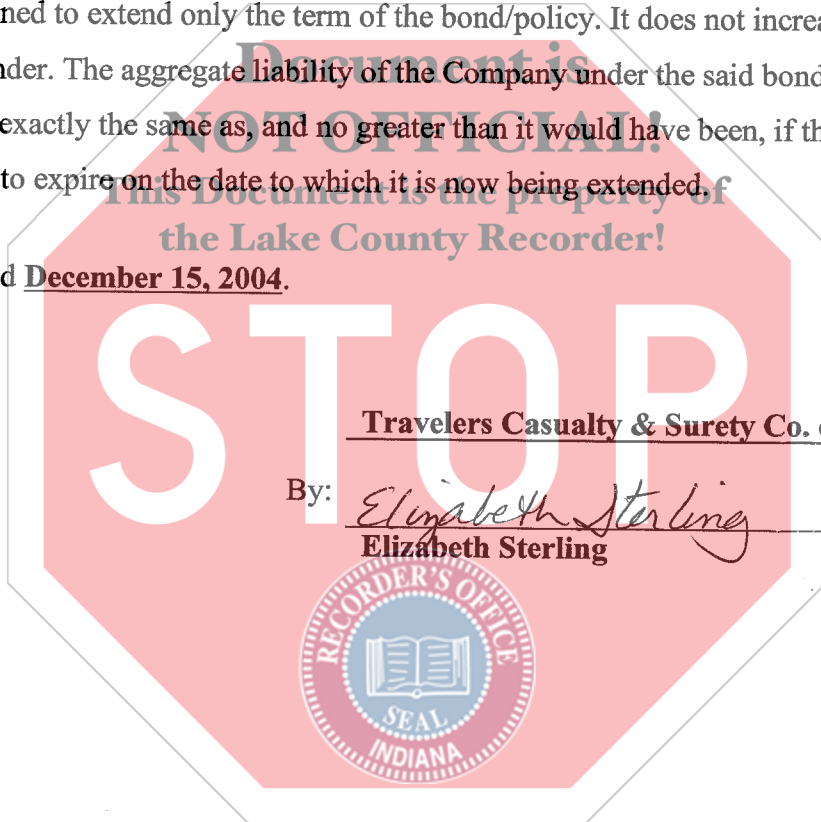 ned to extend only the term of the bond/policy. It does not increa
nder. The aggregate liability of the Company under the said bond
exactly the same as, and no greater than it would have been, if th
to expire on the date to which it is now being extended.
Document is
NOT OFFICIAL!
This Document is the property of
the Lake County Recorder!
d December 15, 2004.
STOP
Travelers Casualty & Surety Co.
By: Elizabeth Sterling
Elizabeth Sterling
RECORDER'S OFFICE
SEAL
INDIANA